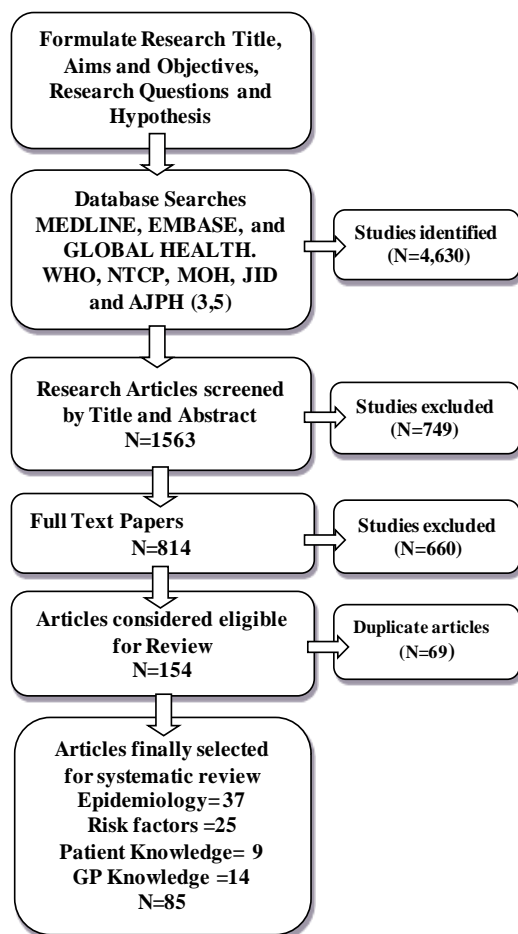 Formulate Research Title,
Aims and Objectives,
Research Questions and
Hypothesis
Database Searches
MEDLINE, EMBASE, and
GLOBAL HEALTH.
WHO, NTCP, MOH, JID
and AJPH (3,5)
Studies identified
(N=4,630)
Research Articles screened
by Title and Abstract
N=1563
Studies excluded
(N=749)
Full Text Papers
N=814
Studies excluded
(N=660)
Articles considered eligible
for Review
N=154
Duplicate articles
(N=69)
Articles finally selected
for systematic review
Epidemiology= 37
Risk factors =25
Patient Knowledge= 9
GP Knowledge =14
N=85